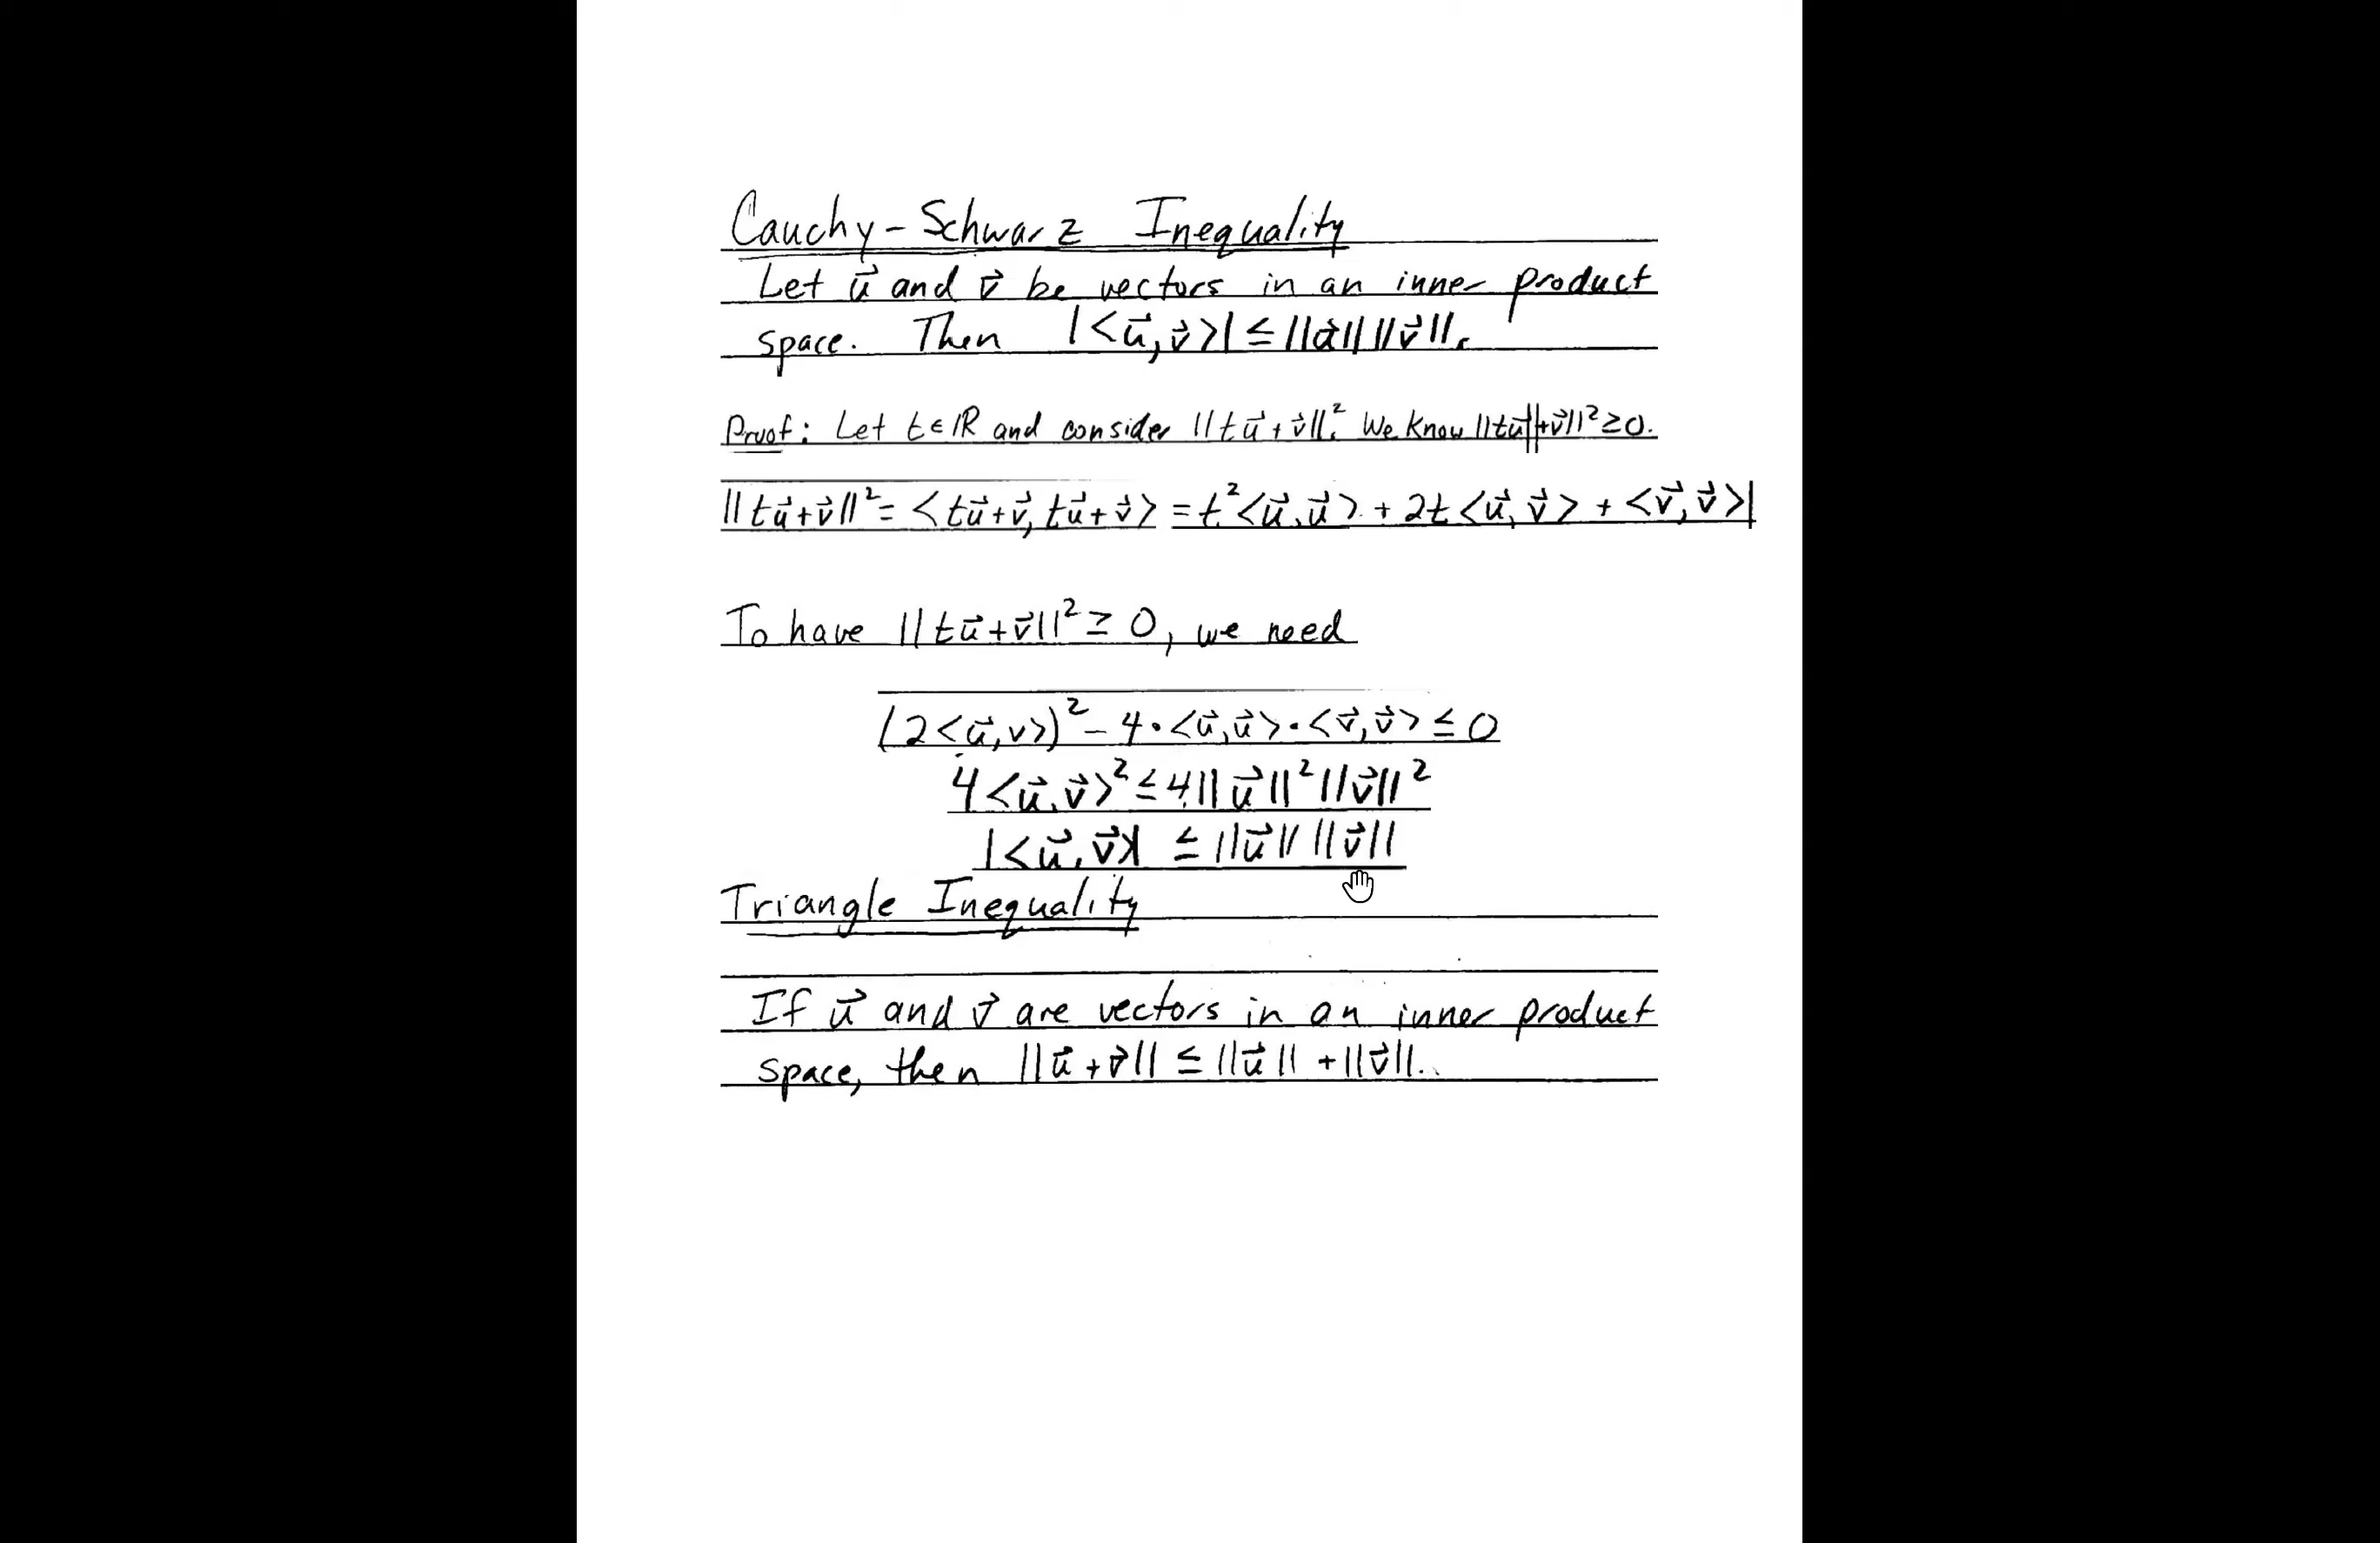 Cauchy-Schwarz Inequality
Let u⃗ and v⃗ be vectors in an inner product
space. Then |<u⃗, v⃗>| ≤ ||u⃗|| ||v⃗||.
Proof: Let t∈ℝ and consider ||tu⃗+v⃗||². We know ||tu⃗+v⃗||² ≥ 0.
||tu⃗+v⃗||² = <tu⃗+v⃗, tu⃗+v⃗> = t²<u⃗, u⃗> + 2t<u⃗, v⃗> + <v⃗, v⃗>
To have ||tu⃗+v⃗||² ≥ 0, we need
(2<u⃗, v>)² - 4·<u⃗, u⃗>·<v⃗, v⃗> ≤ 0
4<u⃗, v⃗>² ≤ 4||u⃗||² ||v⃗||²
|<u⃗, v⃗>| ≤ ||u⃗|| ||v⃗||
Triangle Inequality
If u⃗ and v⃗ are vectors in an inner product
space, then ||u⃗+v⃗|| ≤ ||u⃗|| + ||v⃗||.